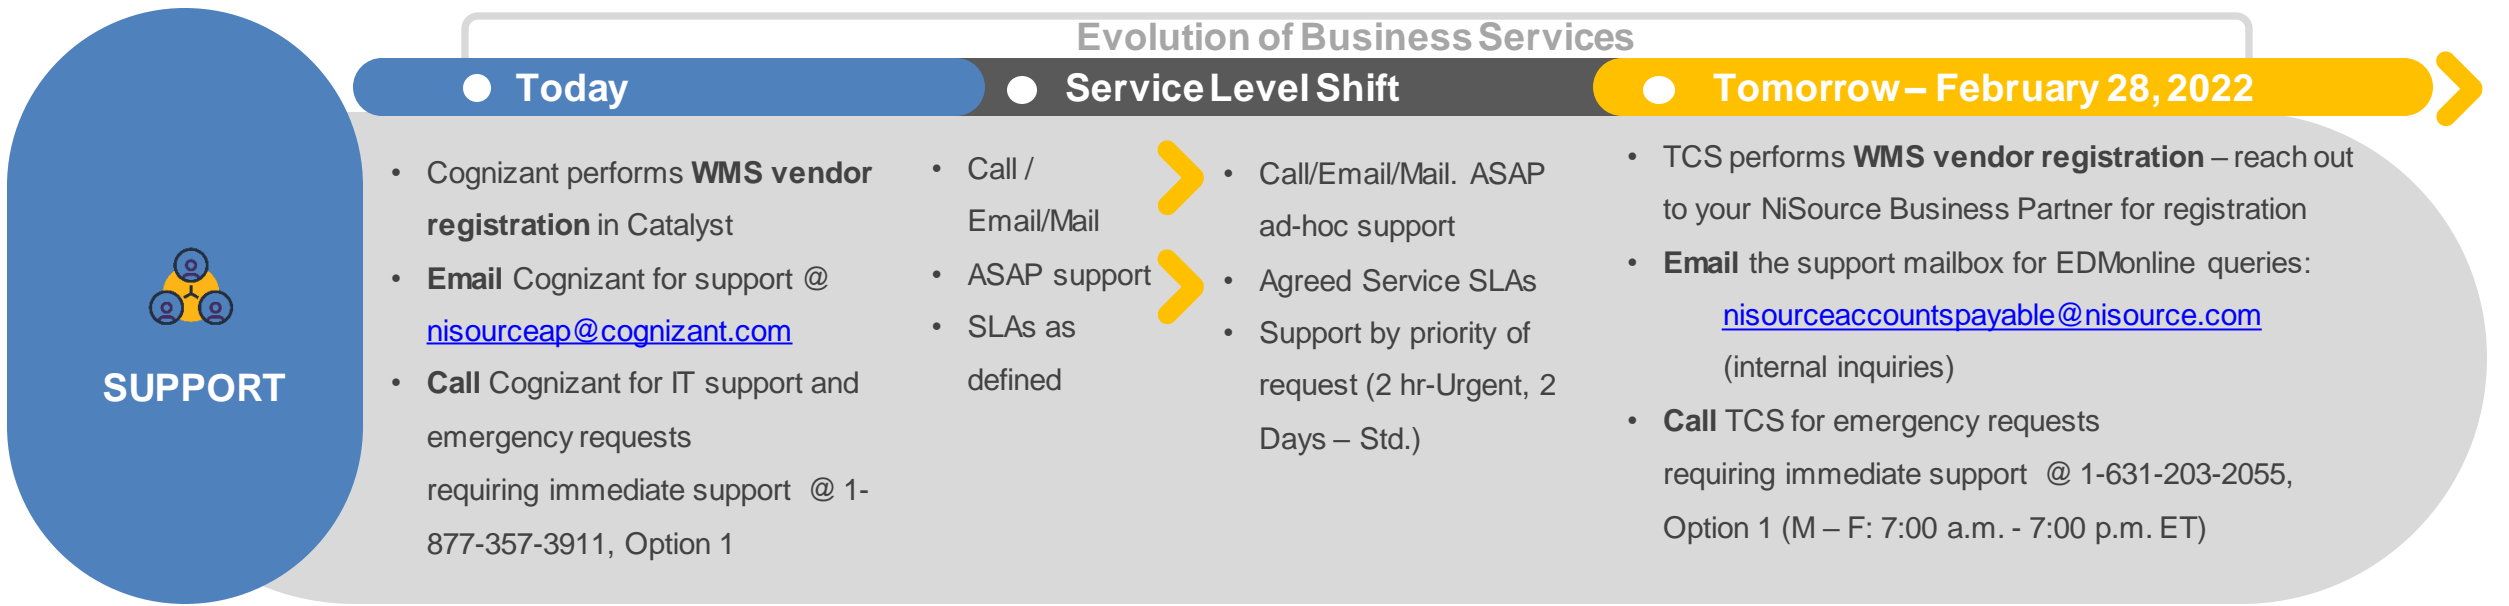 Evolution of Business Services
Today
Service Level Shift
Tomorrow – February 28, 2022
SUPPORT
• Cognizant performs WMS vendor
registration in Catalyst
• Email Cognizant for support @
nisourceap@cognizant.com
• Call Cognizant for IT support and
emergency requests
requiring immediate support @ 1-
877-357-3911, Option 1
• Call /
Email/Mail
• ASAP support
• SLAs as
defined
• Call/Email/Mail. ASAP
ad-hoc support
• Agreed Service SLAs
• Support by priority of
request (2 hr-Urgent, 2
Days – Std.)
• TCS performs WMS vendor registration – reach out
to your NiSource Business Partner for registration
• Email the support mailbox for EDMonline queries:
nisourceaccountspayable@nisource.com
(internal inquiries)
• Call TCS for emergency requests
requiring immediate support @ 1-631-203-2055,
Option 1 (M – F: 7:00 a.m. - 7:00 p.m. ET)